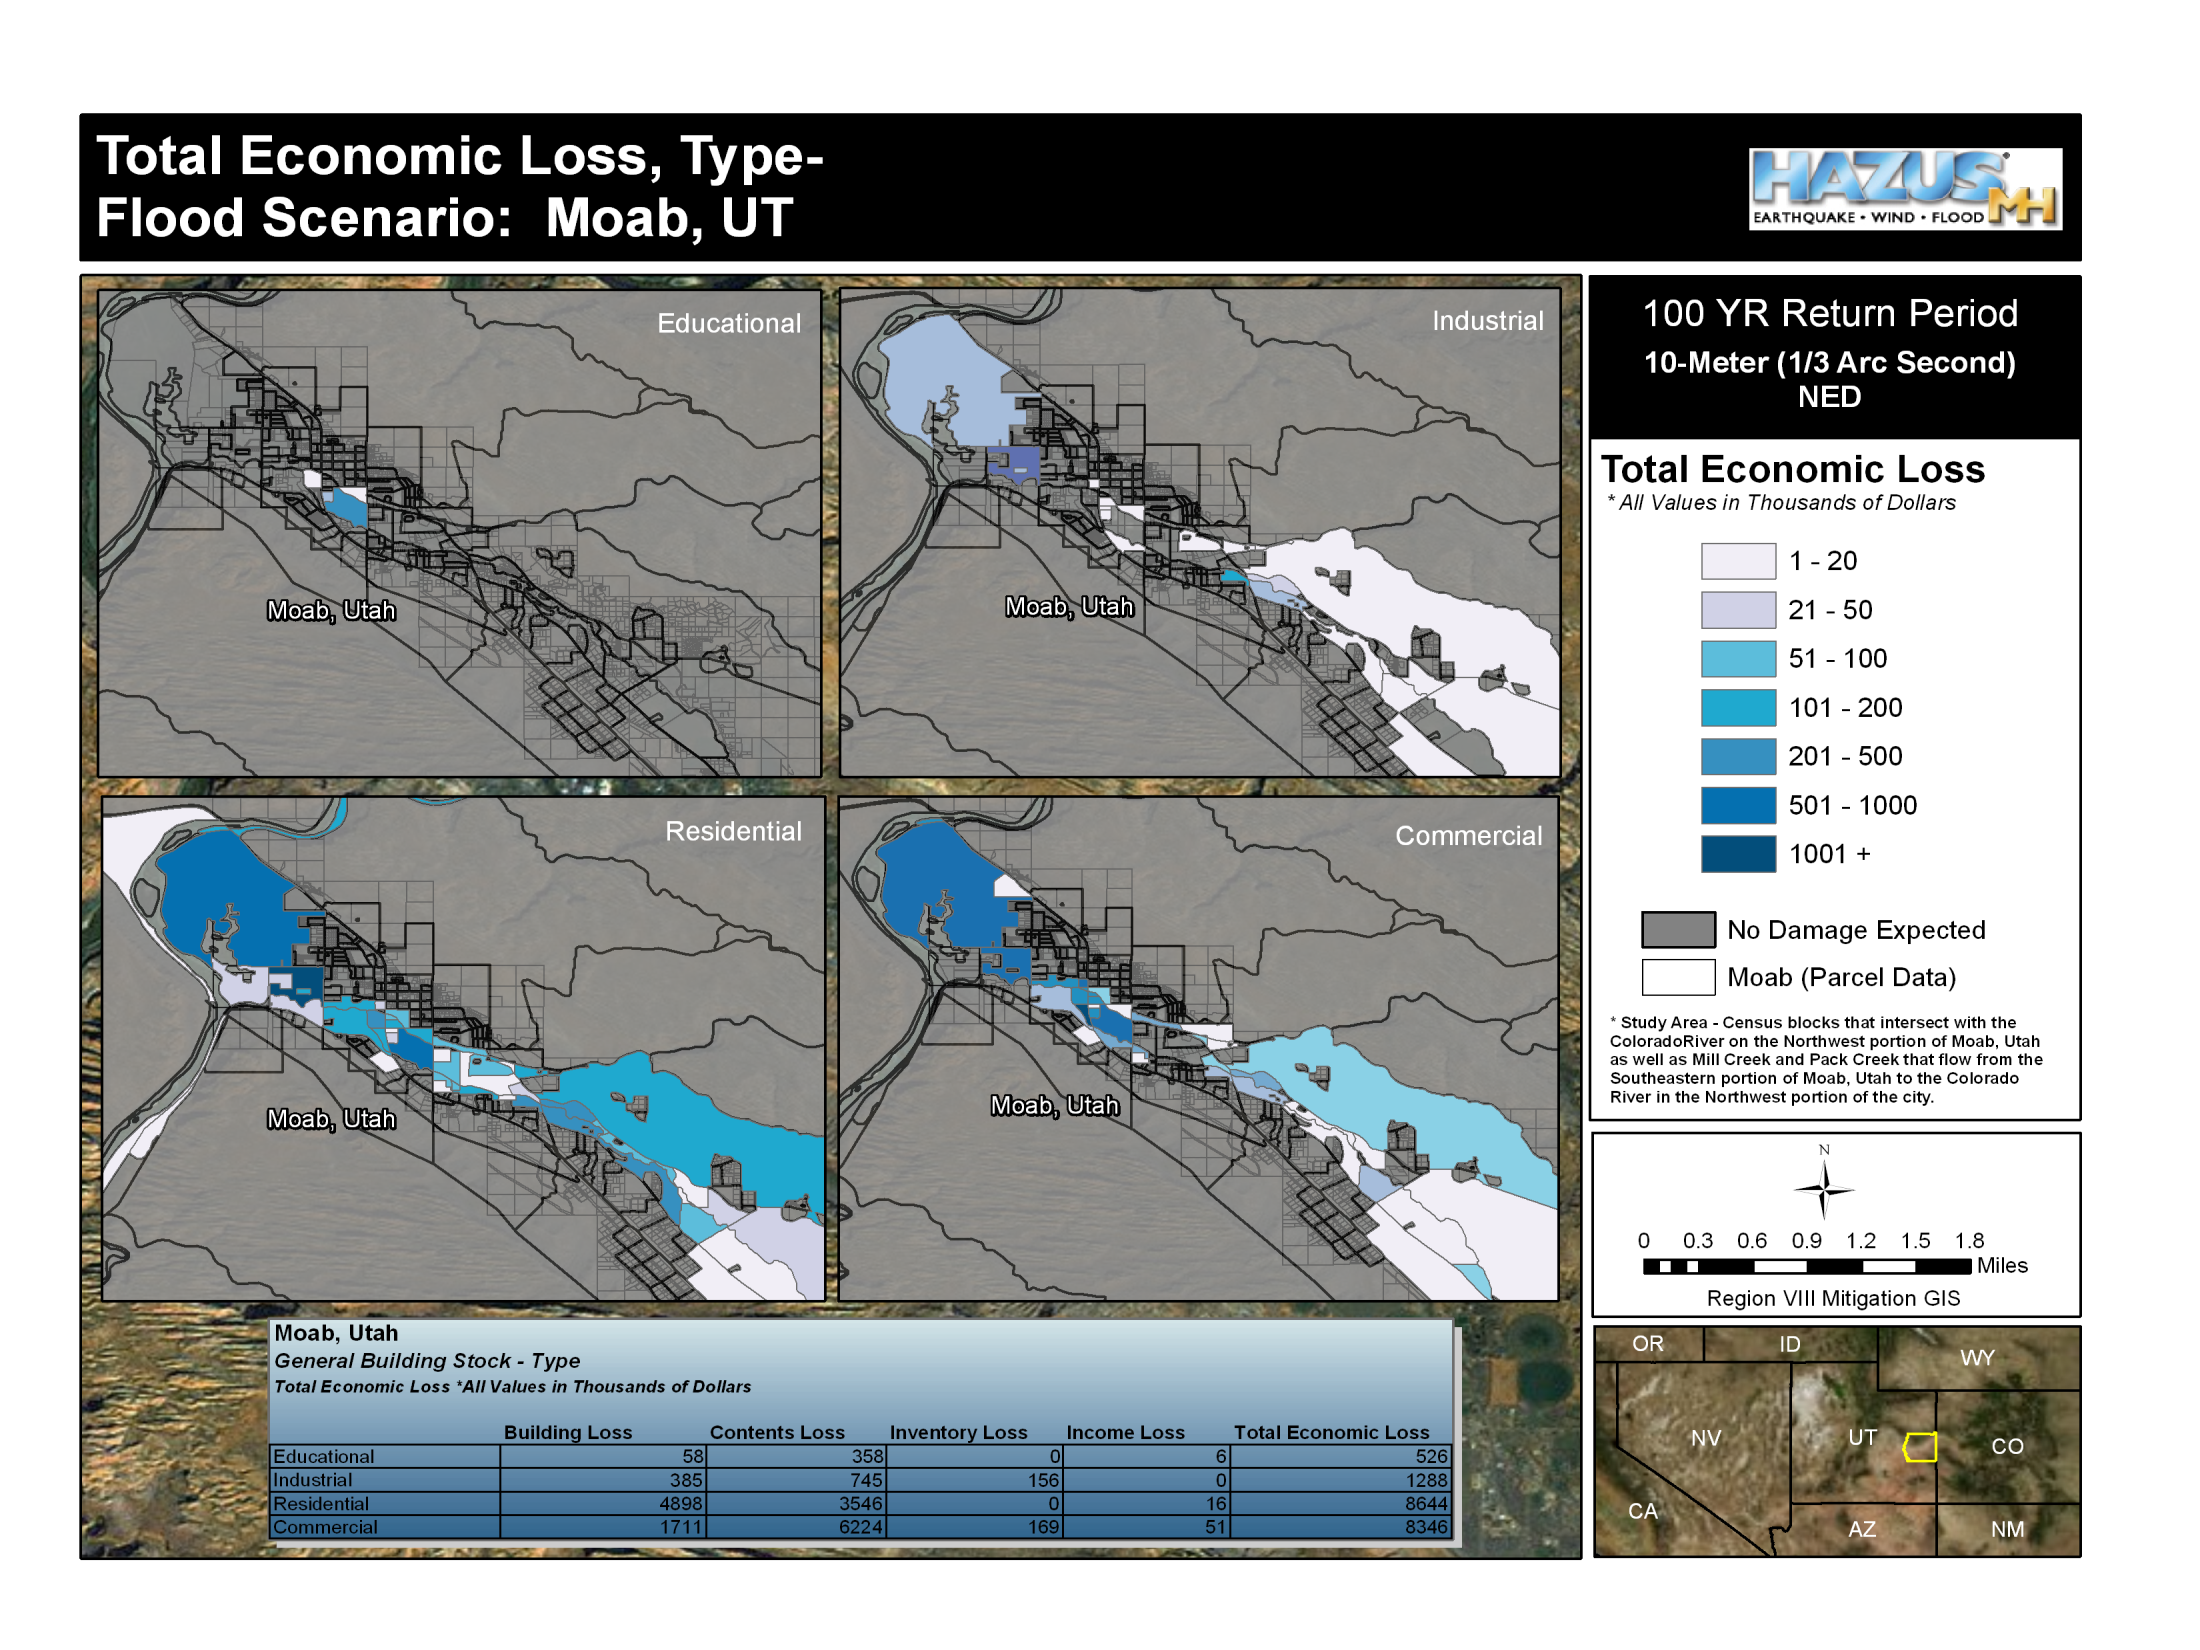 Total Economic Loss, Type-
Flood Scenario: Moab, UT
HAZUS MH
EARTHQUAKE • WIND • FLOOD
Educational
Moab, Utah
Industrial
Moab, Utah
Residential
Moab, Utah
Commercial
Moab, Utah
100 YR Return Period
10-Meter (1/3 Arc Second)
NED
Total Economic Loss
* All Values in Thousands of Dollars
1 - 20
21 - 50
51 - 100
101 - 200
201 - 500
501 - 1000
1001 +
No Damage Expected
Moab (Parcel Data)
* Study Area - Census blocks that intersect with the
ColoradoRiver on the Northwest portion of Moab, Utah
as well as Mill Creek and Pack Creek that flow from the
Southeastern portion of Moab, Utah to the Colorado
River in the Northwest portion of the city.
N
0 0.3 0.6 0.9 1.2 1.5 1.8
Miles
Region VIII Mitigation GIS
OR ID WY
NV UT CO
CA AZ NM
Moab, Utah
General Building Stock - Type
Total Economic Loss *All Values in Thousands of Dollars
Building Loss Contents Loss Inventory Loss Income Loss Total Economic Loss
Educational 58 358 0 6 526
Industrial 385 745 156 0 1288
Residential 4898 3546 0 16 8644
Commercial 1711 6224 169 51 8346